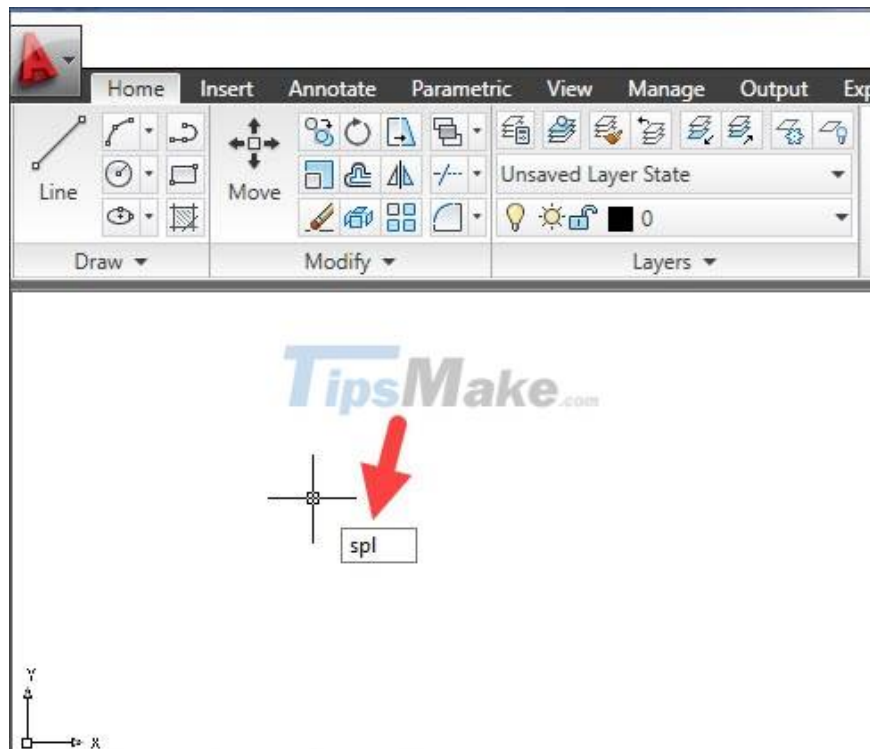 Home Insert Annotate Parametric View Manage Output Exp
Line
Move
Unsaved Layer State
0
Draw Modify Layers
TipsMake.com
spl
Y
X